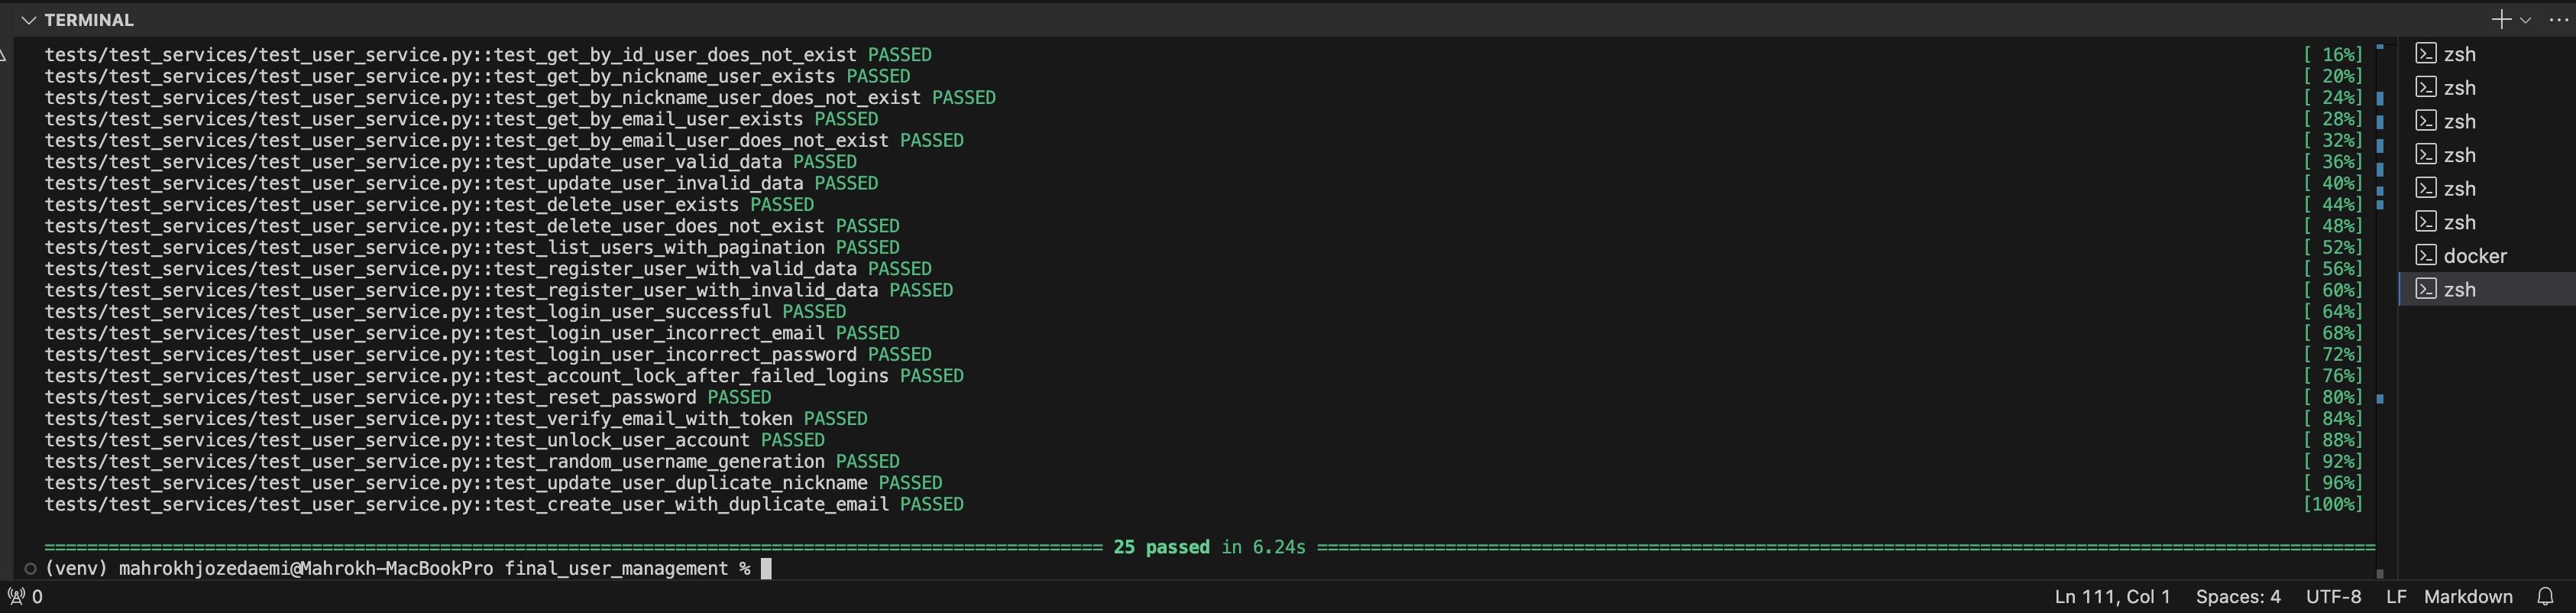 TERMINAL
tests/test_services/test_user_service.py::test_get_by_id_user_does_not_exist PASSED [ 16%]
tests/test_services/test_user_service.py::test_get_by_nickname_user_exists PASSED [ 20%]
tests/test_services/test_user_service.py::test_get_by_nickname_user_does_not_exist PASSED [ 24%]
tests/test_services/test_user_service.py::test_get_by_email_user_exists PASSED [ 28%]
tests/test_services/test_user_service.py::test_get_by_email_user_does_not_exist PASSED [ 32%]
tests/test_services/test_user_service.py::test_update_user_valid_data PASSED [ 36%]
tests/test_services/test_user_service.py::test_update_user_invalid_data PASSED [ 40%]
tests/test_services/test_user_service.py::test_delete_user_exists PASSED [ 44%]
tests/test_services/test_user_service.py::test_delete_user_does_not_exist PASSED [ 48%]
tests/test_services/test_user_service.py::test_list_users_with_pagination PASSED [ 52%]
tests/test_services/test_user_service.py::test_register_user_with_valid_data PASSED [ 56%]
tests/test_services/test_user_service.py::test_register_user_with_invalid_data PASSED [ 60%]
tests/test_services/test_user_service.py::test_login_user_successful PASSED [ 64%]
tests/test_services/test_user_service.py::test_login_user_incorrect_email PASSED [ 68%]
tests/test_services/test_user_service.py::test_login_user_incorrect_password PASSED [ 72%]
tests/test_services/test_user_service.py::test_account_lock_after_failed_logins PASSED [ 76%]
tests/test_services/test_user_service.py::test_reset_password PASSED [ 80%]
tests/test_services/test_user_service.py::test_verify_email_with_token PASSED [ 84%]
tests/test_services/test_user_service.py::test_unlock_user_account PASSED [ 88%]
tests/test_services/test_user_service.py::test_random_username_generation PASSED [ 92%]
tests/test_services/test_user_service.py::test_update_user_duplicate_nickname PASSED [ 96%]
tests/test_services/test_user_service.py::test_create_user_with_duplicate_email PASSED [100%]
25 passed in 6.24s
(venv) mahrokhjozedaemi@Mahrokh-MacBookPro final_user_management %
zsh
zsh
zsh
zsh
zsh
zsh
docker
zsh
0 Ln 111, Col 1 Spaces: 4 UTF-8 LF Markdown